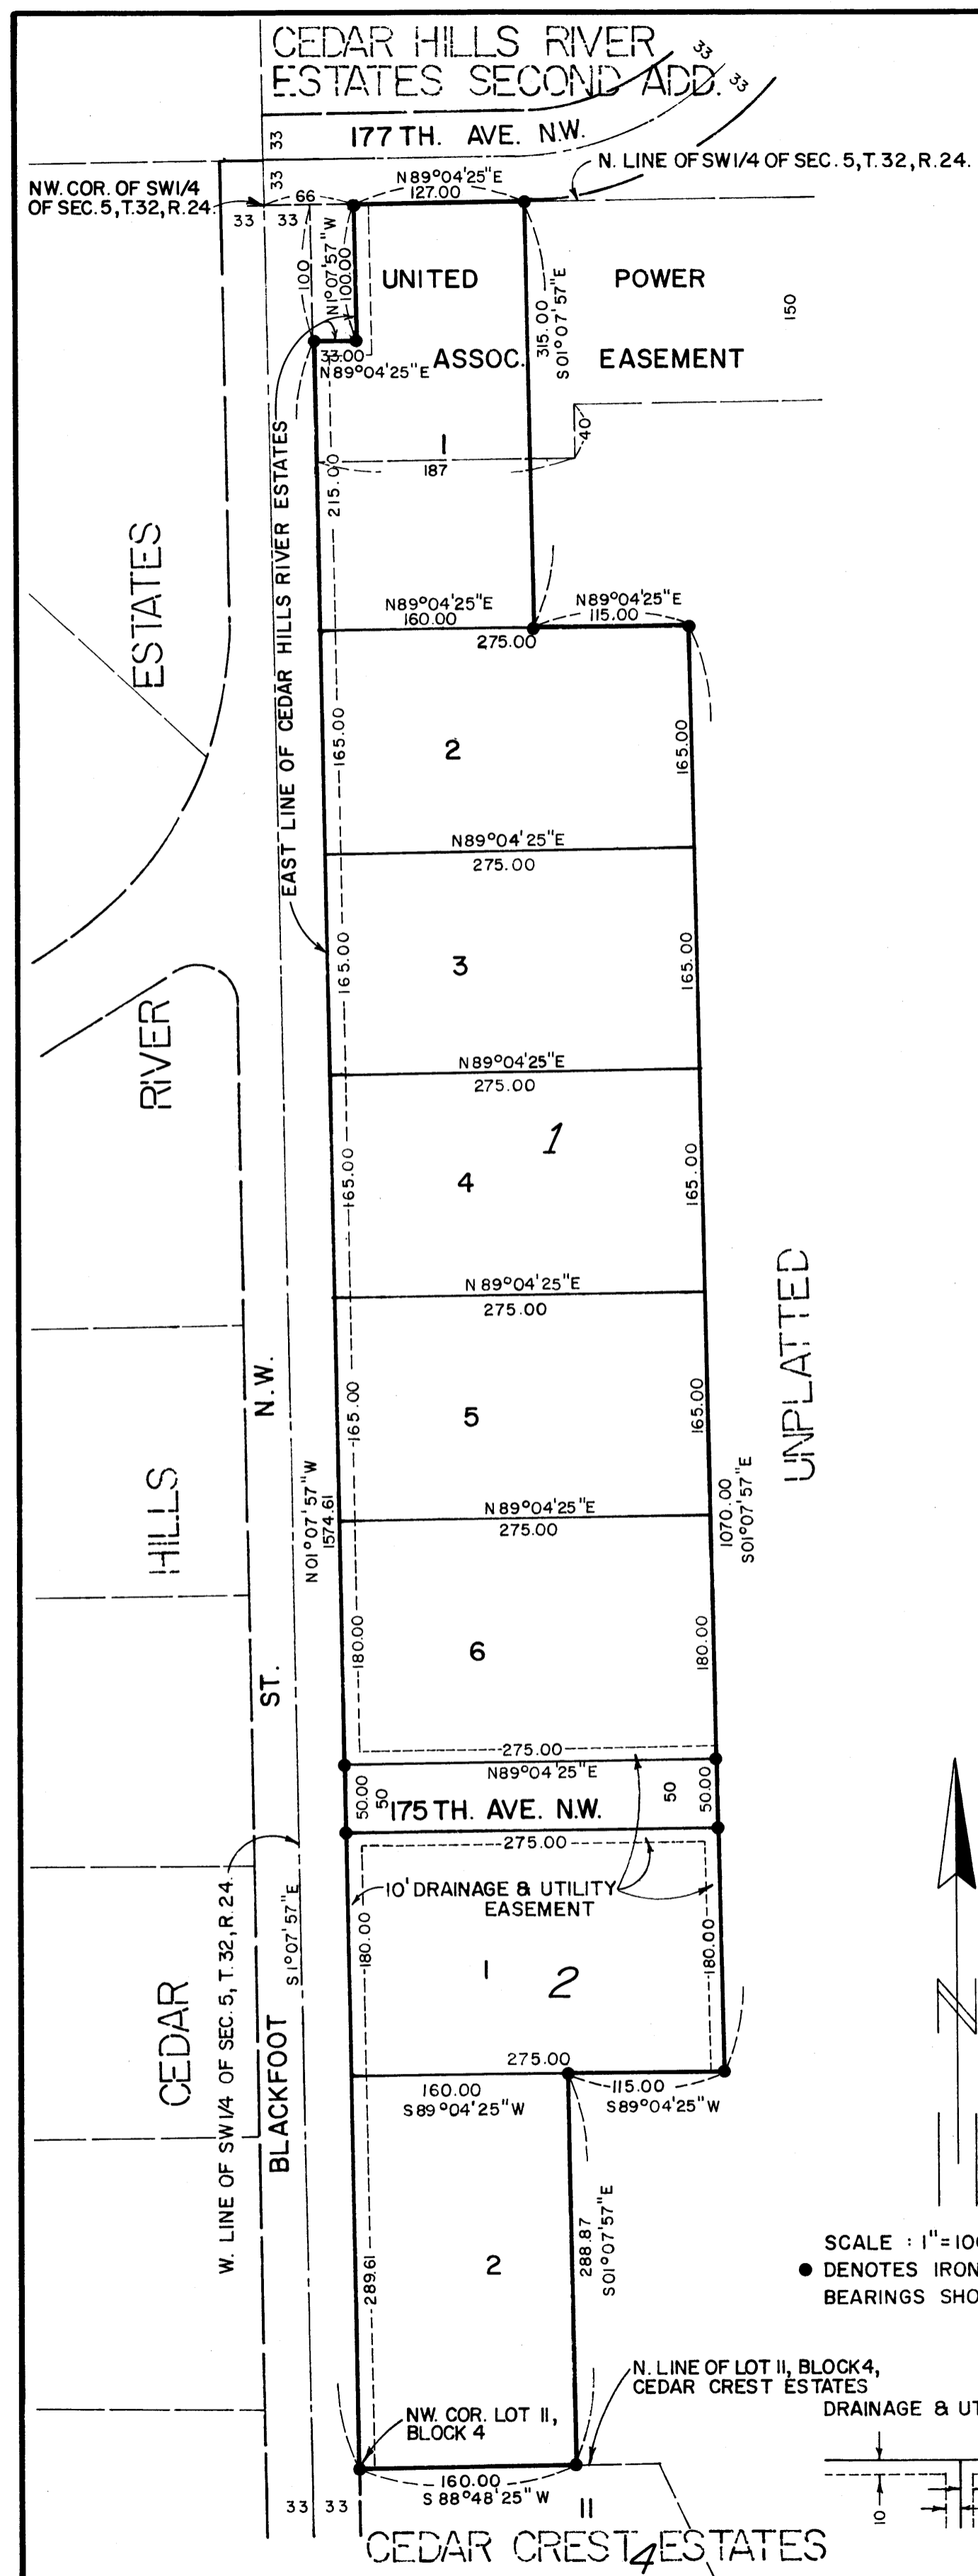 CEDAR HILLS RIVER
ESTATES SECOND ADD.
33
33
33
177 TH. AVE. N.W.
N. LINE OF SW1/4 OF SEC. 5, T. 32, R. 24.
NW. COR. OF SW1/4
OF SEC. 5, T. 32, R. 24.
33
66
N89°04'25"E
127.00
33
33
100
N1°07'57"W
100.00
UNITED
POWER
ASSOC.
EASEMENT
315.00
S01°07'57"E
150
33.00
N89°04'25"E
40
1
187
215.00
EAST LINE OF CEDAR HILLS RIVER ESTATES
ESTATES
N89°04'25"E
160.00
N89°04'25"E
115.00
275.00
165.00
2
165.00
N89°04'25"E
275.00
165.00
3
165.00
RIVER
N89°04'25"E
275.00
1
165.00
4
165.00
UNPLATTED
N89°04'25"E
275.00
N.W.
165.00
5
165.00
HILLS
N01°07'57"W
1574.61
1070.00
S01°07'57"E
N89°04'25"E
275.00
180.00
6
180.00
ST.
275.00
N89°04'25"E
50.00
50
175 TH. AVE. N.W.
50
50.00
275.00
10' DRAINAGE & UTILITY
EASEMENT
W. LINE OF SW1/4 OF SEC. 5, T. 32, R. 24.
S1°07'57"E
180.00
1
2
180.00
CEDAR
BLACKFOOT
N
275.00
160.00
S89°04'25"W
115.00
S89°04'25"W
288.87
S01°07'57"E
289.61
2
SCALE : 1"=10
DENOTES IRON
BEARINGS SHO
N. LINE OF LOT 11, BLOCK 4,
CEDAR CREST ESTATES
NW. COR. LOT 11,
BLOCK 4
DRAINAGE & UT
10
160.00
S 88°48'25" W
33
33
11
CEDAR CREST ESTATES
4